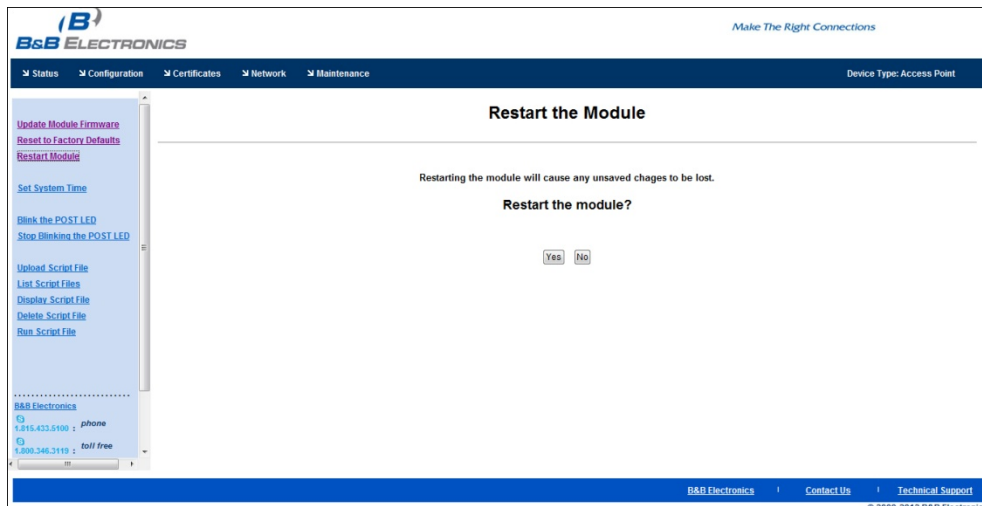 B&B ELECTRONICS
Make The Right Connections
Status Configuration Certificates Network Maintenance Device Type: Access Point
Update Module Firmware
Reset to Factory Defaults
Restart Module
Set System Time
Blink the POST LED
Stop Blinking the POST LED
Upload Script File
List Script Files
Display Script File
Delete Script File
Run Script File
B&B Electronics
1.815.433.5100 : phone
1.800.346.3119 : toll free
Restart the Module
Restarting the module will cause any unsaved chages to be lost.
Restart the module?
Yes No
B&B Electronics | Contact Us | Technical Support